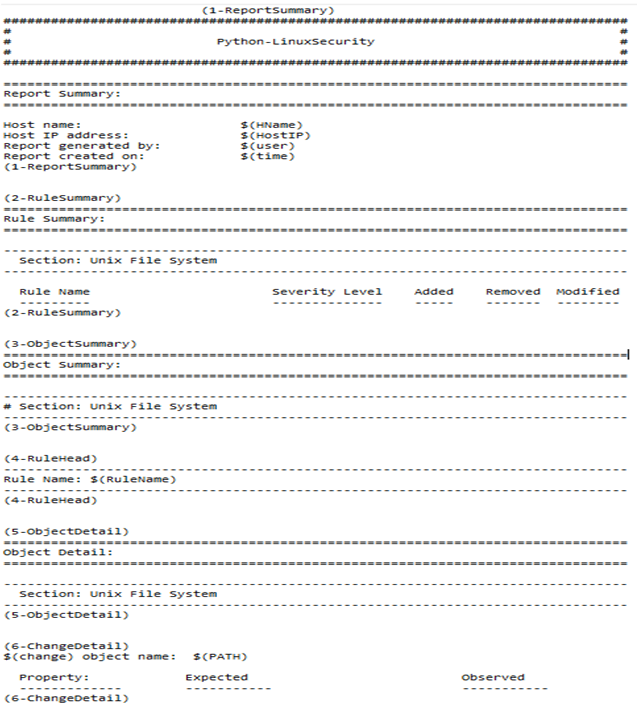 (1-ReportSummary)
###############################################################################
#                                                                             #
#                          Python-LinuxSecurity                               #
#                                                                             #
###############################################################################
===============================================================================
Report Summary:
===============================================================================
Host name:                    $(HName)
Host IP address:              $(HostIP)
Report generated by:          $(user)
Report created on:            $(time)
(1-ReportSummary)
(2-RuleSummary)
===============================================================================
Rule Summary:
===============================================================================
-------------------------------------------------------------------------------
  Section: Unix File System
-------------------------------------------------------------------------------
  Rule Name                       Severity Level    Added    Removed  Modified
  ---------                       --------------    -----    -------  --------
(2-RuleSummary)
(3-ObjectSummary)
===============================================================================
Object Summary:
===============================================================================
-------------------------------------------------------------------------------
# Section: Unix File System
-------------------------------------------------------------------------------
(3-ObjectSummary)
(4-RuleHead)
-------------------------------------------------------------------------------
Rule Name: $(RuleName)
-------------------------------------------------------------------------------
(4-RuleHead)
(5-ObjectDetail)
===============================================================================
Object Detail:
===============================================================================
-------------------------------------------------------------------------------
  Section: Unix File System
-------------------------------------------------------------------------------
(5-ObjectDetail)
(6-ChangeDetail)
$(change) object name:  $(PATH)
  Property:            Expected                           Observed
  -------------        -----------                        -----------
(6-ChangeDetail)